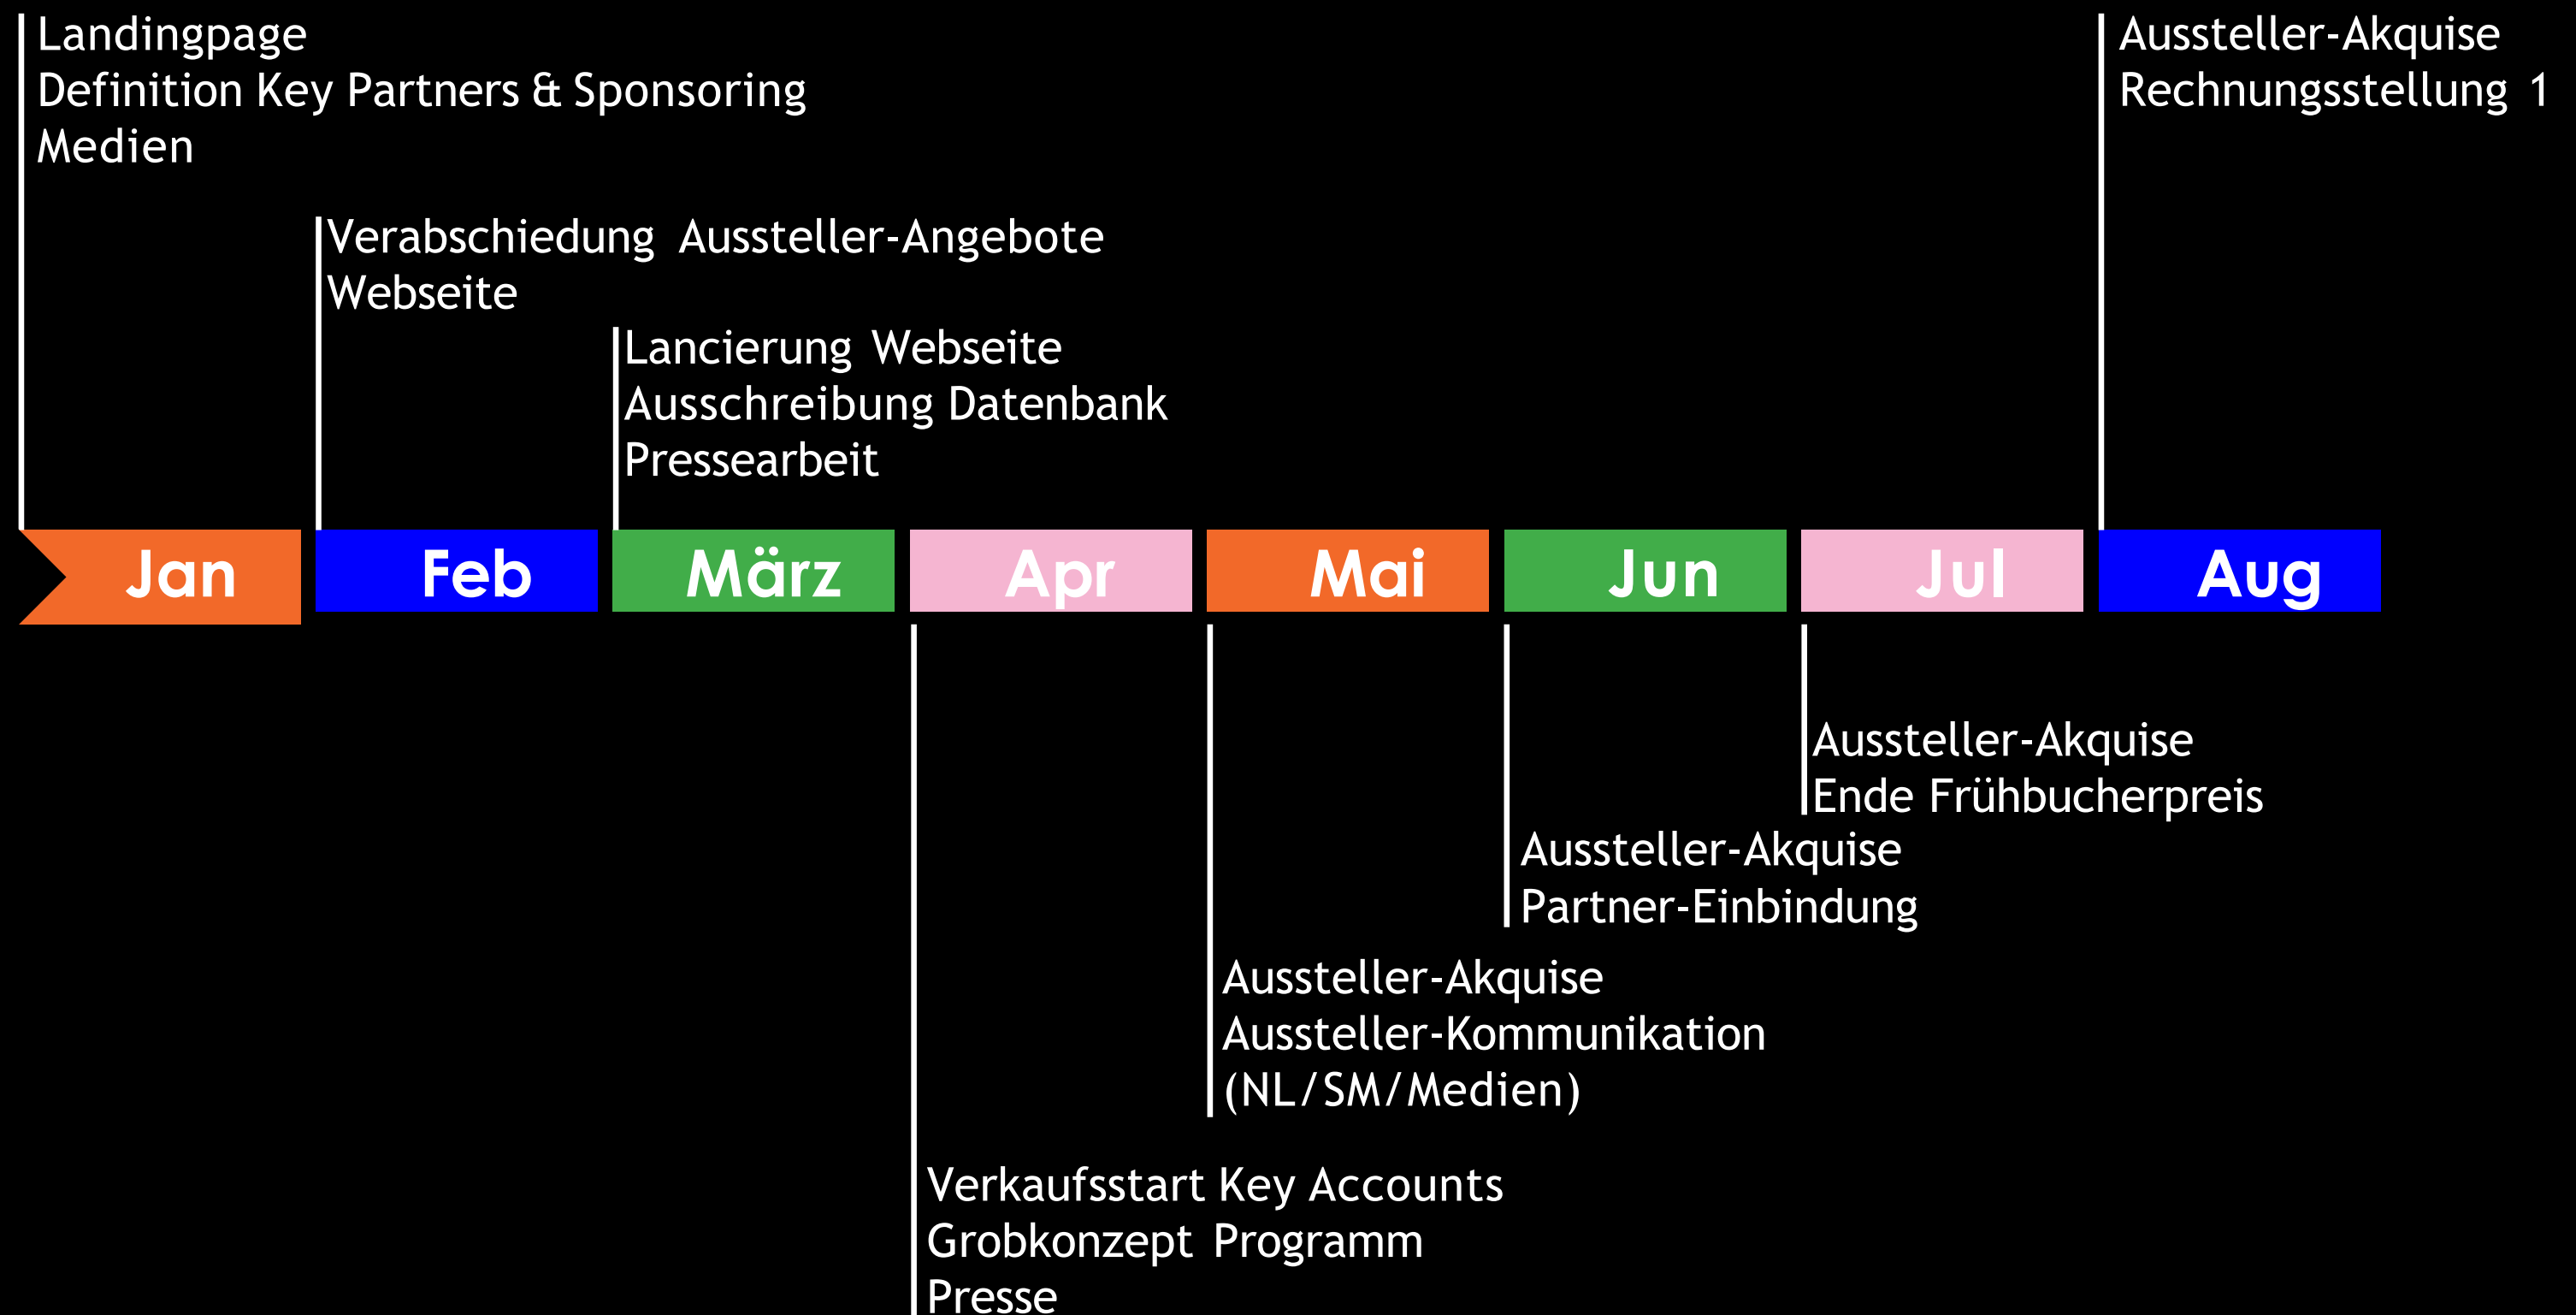 Landingpage
Definition Key Partners & Sponsoring
Medien
Aussteller-Akquise
Rechnungsstellung 1
Verabschiedung Aussteller-Angebote
Webseite
Lancierung Webseite
Ausschreibung Datenbank
Pressearbeit
Jan Feb März Apr Mai Jun Jul Aug
Aussteller-Akquise
Ende Frühbucherpreis
Aussteller-Akquise
Partner-Einbindung
Aussteller-Akquise
Aussteller-Kommunikation
(NL/SM/Medien)
Verkaufsstart Key Accounts
Grobkonzept Programm
Presse